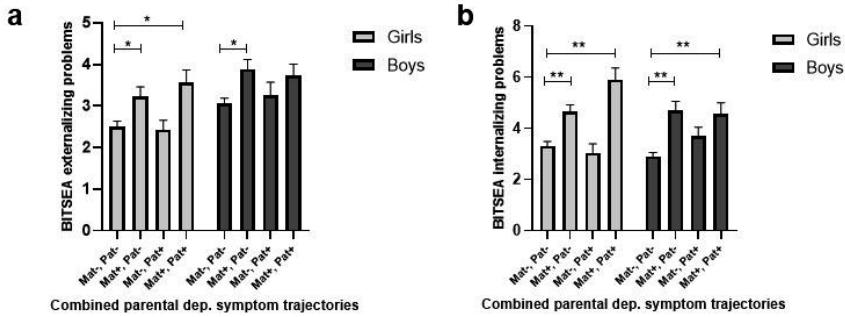 a
BITSEA externalizing problems
5
4
3
2
1
0
*
*
*
Girls
Boys
Mat-, Pat-
Mat+, Pat-
Mat-, Pat+
Mat+, Pat+
Mat-, Pat-
Mat+, Pat-
Mat-, Pat+
Mat+, Pat+
Combined parental dep. symptom trajectories
b
BITSEA Internalizing problems
8
6
4
2
0
**
**
**
**
Girls
Boys
Mat-, Pat-
Mat+, Pat-
Mat-, Pat+
Mat+, Pat+
Mat-, Pat-
Mat+, Pat-
Mat-, Pat+
Mat+, Pat+
Combined parental dep. symptom trajectories